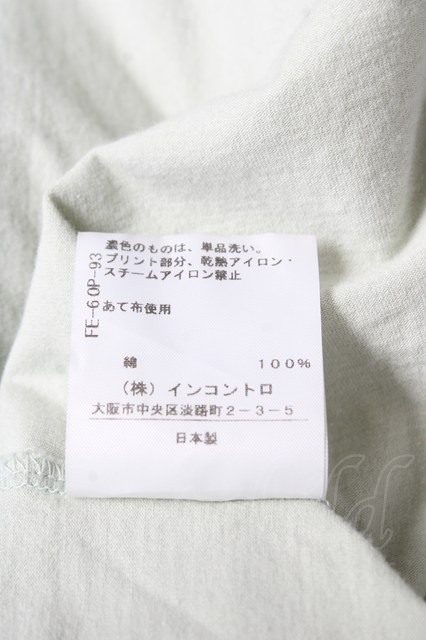 濃色のものは、単品洗い。
プリント部分、乾熱アイロン・
スチームアイロン禁止
あて布使用
FE-60P-93
綿 100%
(株)インコントロ
大阪市中央区淡路町2-3-5
日本製